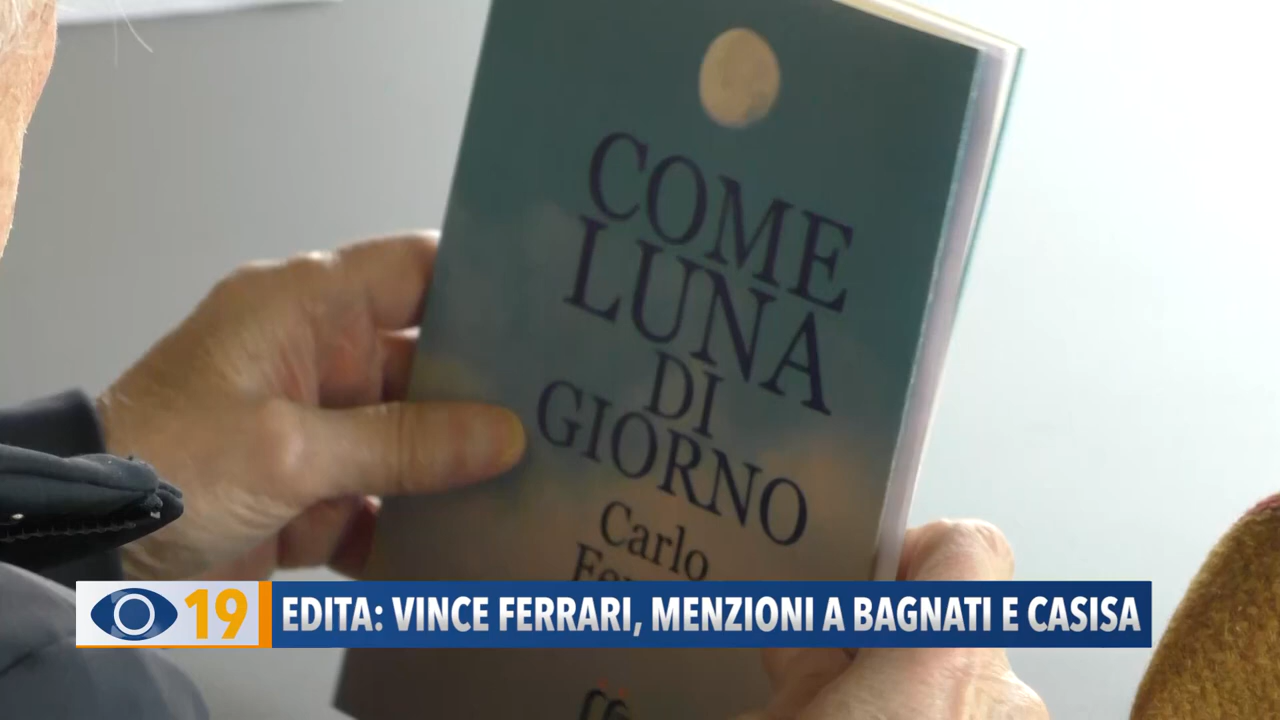 COME
LUNA
DI
GIORNO
Carlo
19 EDITA: VINCE FERRARI, MENZIONI A BAGNATI E CASISA